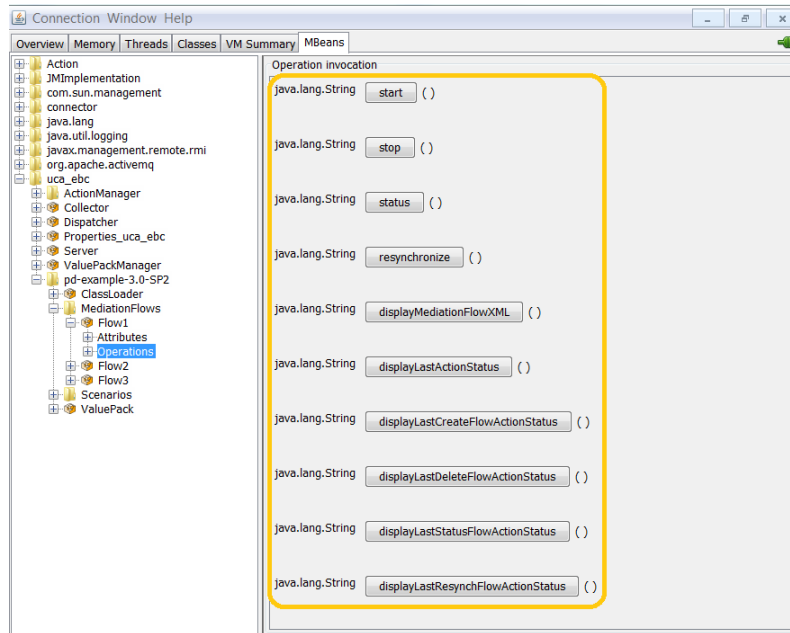 Connection Window Help
Overview Memory Threads Classes VM Summary MBeans
Action
JMImplementation
com.sun.management
connector
java.lang
java.util.logging
javax.management.remote.rmi
org.apache.activemq
uca_ebc
ActionManager
Collector
Dispatcher
Properties_uca_ebc
Server
ValuePackManager
pd-example-3.0-SP2
ClassLoader
MediationFlows
Flow1
Attributes
Operations
Flow2
Flow3
Scenarios
ValuePack
Operation invocation
java.lang.String start ( )
java.lang.String stop ( )
java.lang.String status ( )
java.lang.String resynchronize ( )
java.lang.String displayMediationFlowXML ( )
java.lang.String displayLastActionStatus ( )
java.lang.String displayLastCreateFlowActionStatus ( )
java.lang.String displayLastDeleteFlowActionStatus ( )
java.lang.String displayLastStatusFlowActionStatus ( )
java.lang.String displayLastResynchFlowActionStatus ( )